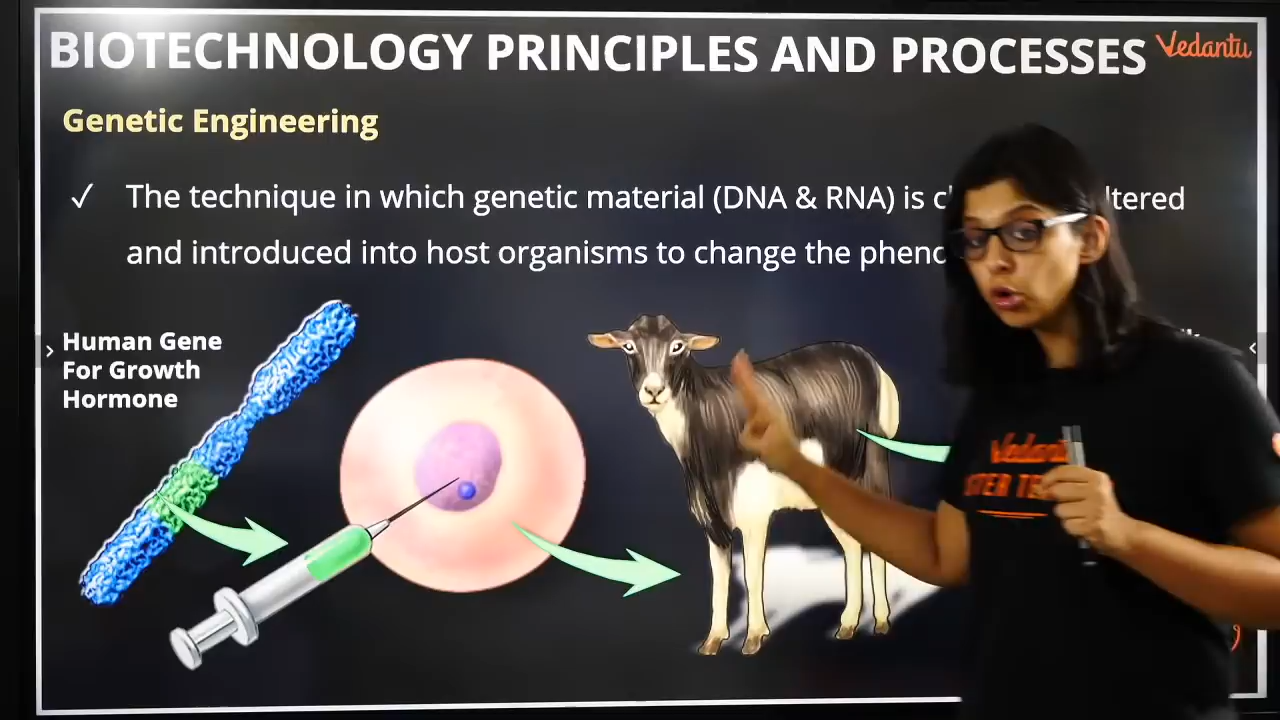 BIOTECHNOLOGY PRINCIPLES AND PROCESSES
Vedantu
Genetic Engineering
✓ The technique in which genetic material (DNA & RNA) is
and introduced into host organisms to change the
Human Gene
For Growth
Hormone
Vedantu